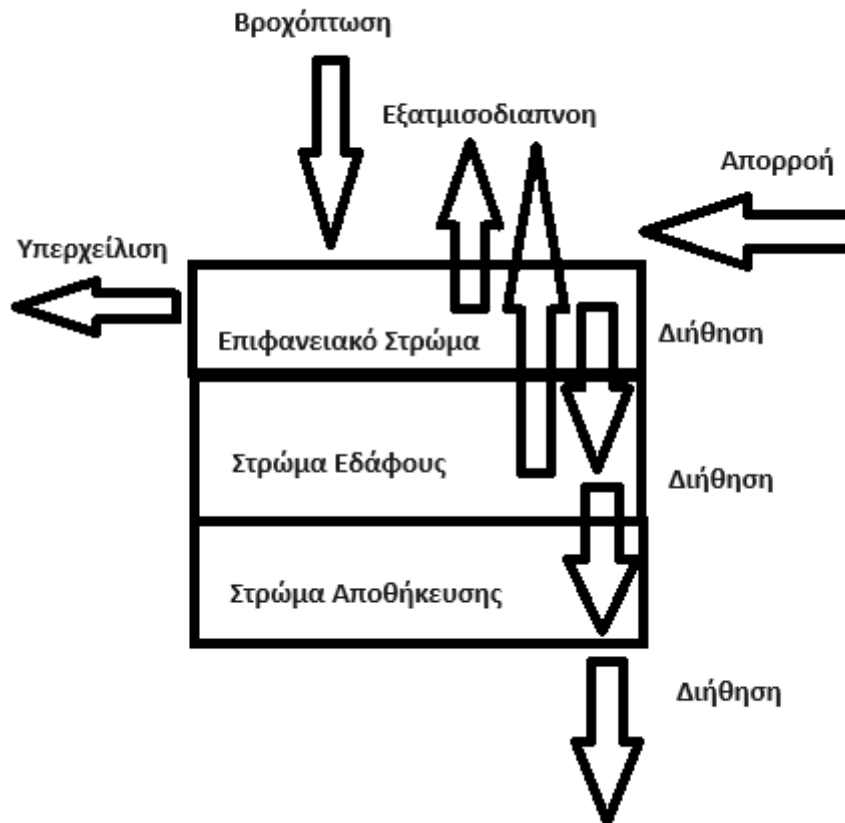 Βροχόπτωση
Εξατμισοδιαπνοη
Απορροή
Υπερχείλιση
Επιφανειακό Στρώμα
Διήθηση
Στρώμα Εδάφους
Διήθηση
Στρώμα Αποθήκευσης
Διήθηση